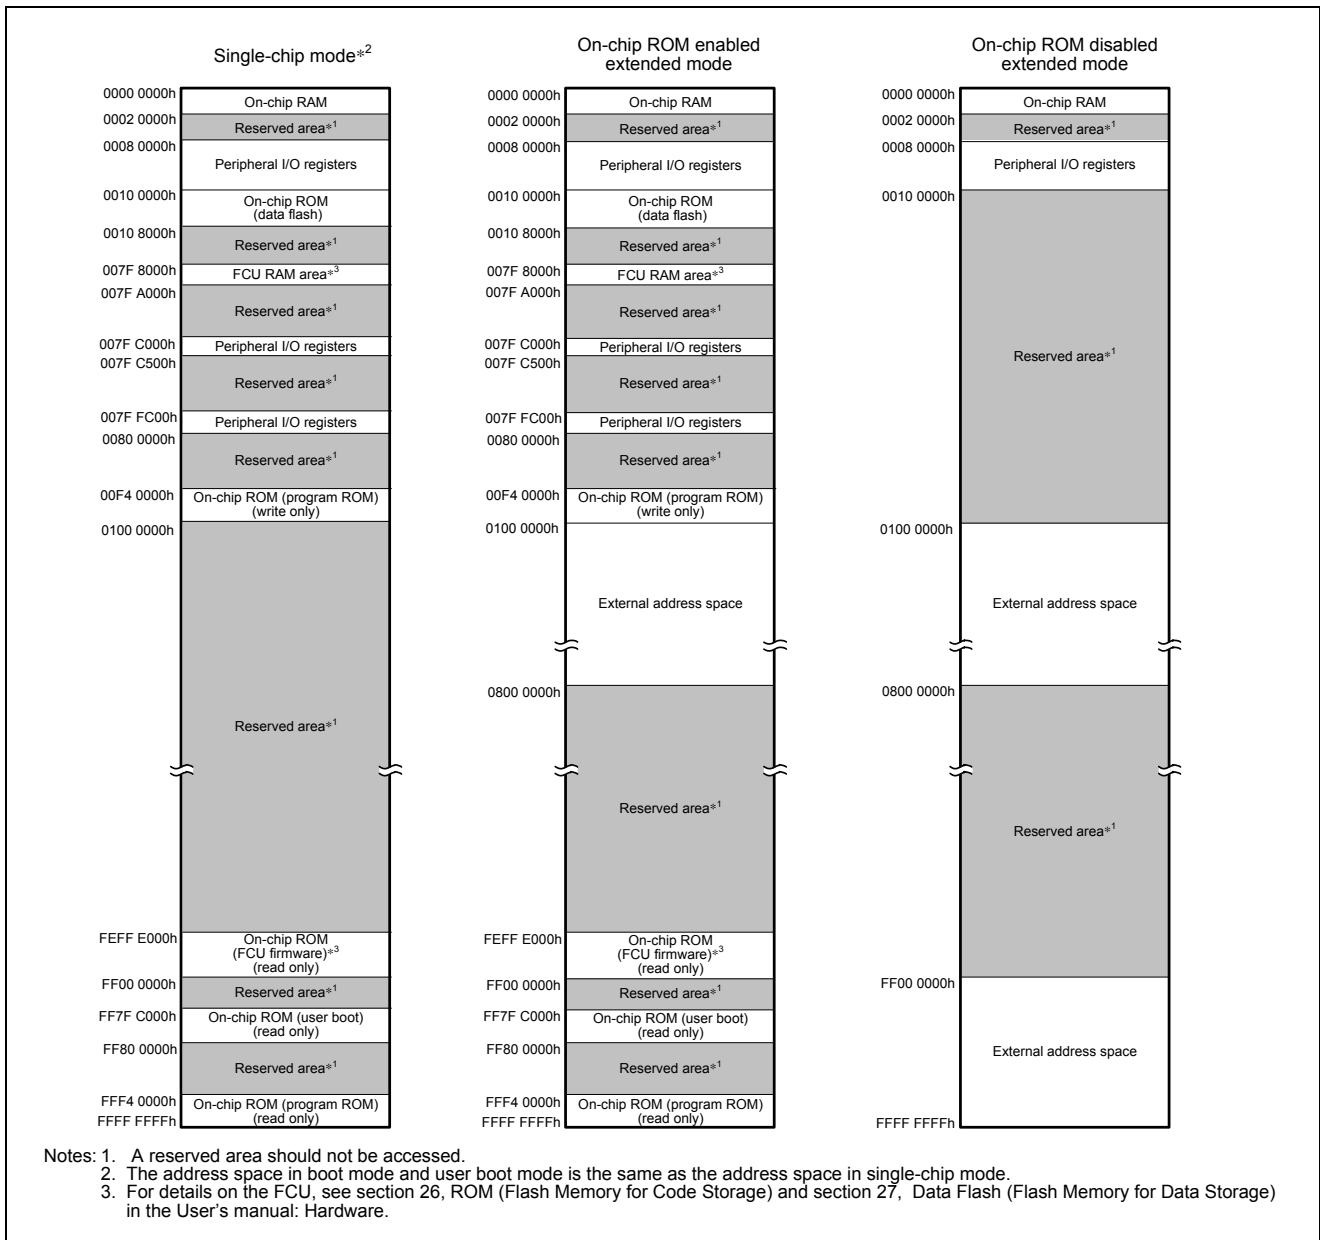 Single-chip mode*2
0000 0000h
On-chip RAM
0002 0000h
Reserved area*1
0008 0000h
Peripheral I/O registers
0010 0000h
On-chip ROM
(data flash)
0010 8000h
Reserved area*1
007F 8000h
FCU RAM area*3
007F A000h
Reserved area*1
007F C000h
Peripheral I/O registers
007F C500h
Reserved area*1
007F FC00h
Peripheral I/O registers
0080 0000h
Reserved area*1
00F4 0000h
On-chip ROM (program ROM)
(write only)
0100 0000h
Reserved area*1
FEFF E000h
On-chip ROM
(FCU firmware)*3
(read only)
FF00 0000h
Reserved area*1
FF7F C000h
On-chip ROM (user boot)
(read only)
FF80 0000h
Reserved area*1
FFF4 0000h
On-chip ROM (program ROM)
(read only)
FFFF FFFFh
On-chip ROM enabled
extended mode
0000 0000h
On-chip RAM
0002 0000h
Reserved area*1
0008 0000h
Peripheral I/O registers
0010 0000h
On-chip ROM
(data flash)
0010 8000h
Reserved area*1
007F 8000h
FCU RAM area*3
007F A000h
Reserved area*1
007F C000h
Peripheral I/O registers
007F C500h
Reserved area*1
007F FC00h
Peripheral I/O registers
0080 0000h
Reserved area*1
00F4 0000h
On-chip ROM (program ROM)
(write only)
0100 0000h
External address space
0800 0000h
Reserved area*1
FEFF E000h
On-chip ROM
(FCU firmware)*3
(read only)
FF00 0000h
Reserved area*1
FF7F C000h
On-chip ROM (user boot)
(read only)
FF80 0000h
Reserved area*1
FFF4 0000h
On-chip ROM (program ROM)
(read only)
FFFF FFFFh
On-chip ROM disabled
extended mode
0000 0000h
On-chip RAM
0002 0000h
Reserved area*1
0008 0000h
Peripheral I/O registers
0010 0000h
Reserved area*1
0100 0000h
External address space
0800 0000h
Reserved area*1
FF00 0000h
External address space
FFFF FFFFh
Notes: 1. A reserved area should not be accessed.
2. The address space in boot mode and user boot mode is the same as the address space in single-chip mode.
3. For details on the FCU, see section 26, ROM (Flash Memory for Code Storage) and section 27, Data Flash (Flash Memory for Data Storage)
in the User's manual: Hardware.